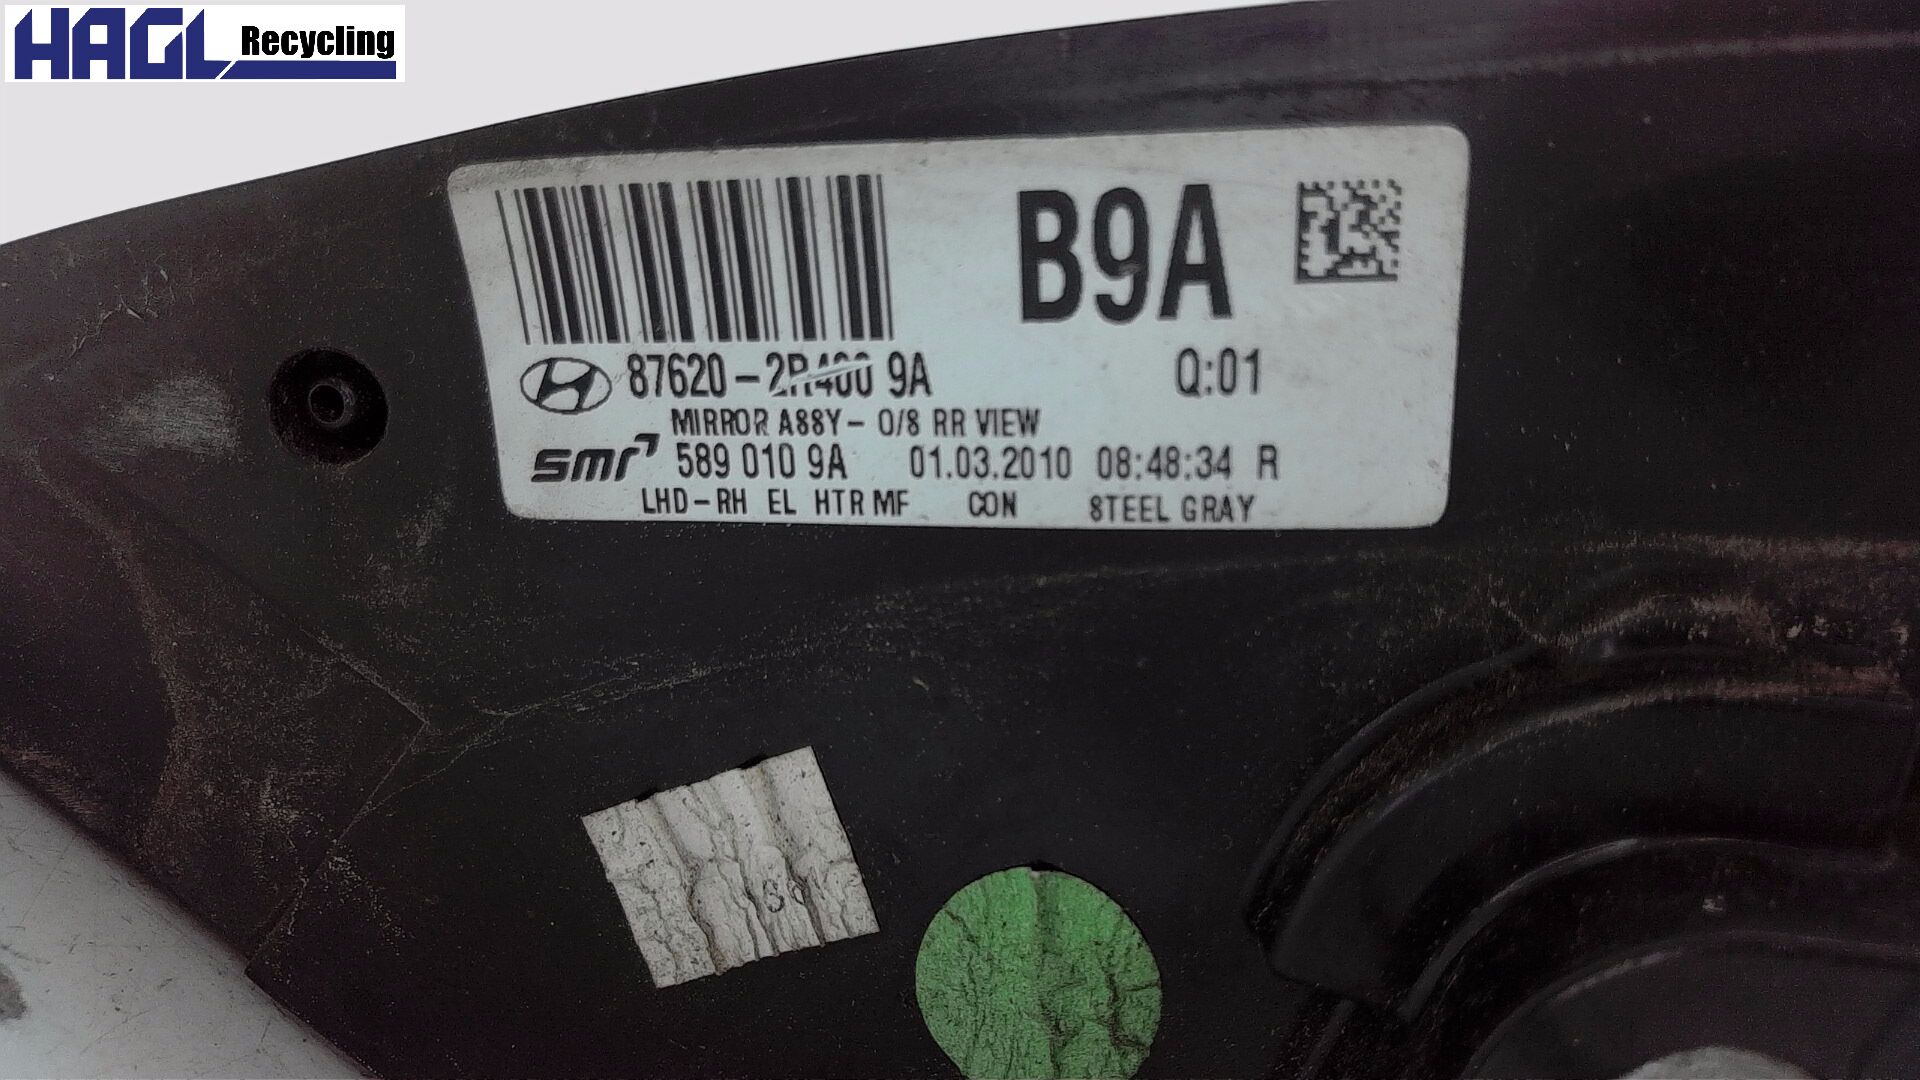 HAGL Recycling
B9A
87620-2R400 9A Q:01
MIRROR ASSY- O/S RR VIEW
smr 589 010 9A 01.03.2010 08:48:34 R
LHD-RH EL HTR MF CON STEEL GRAY